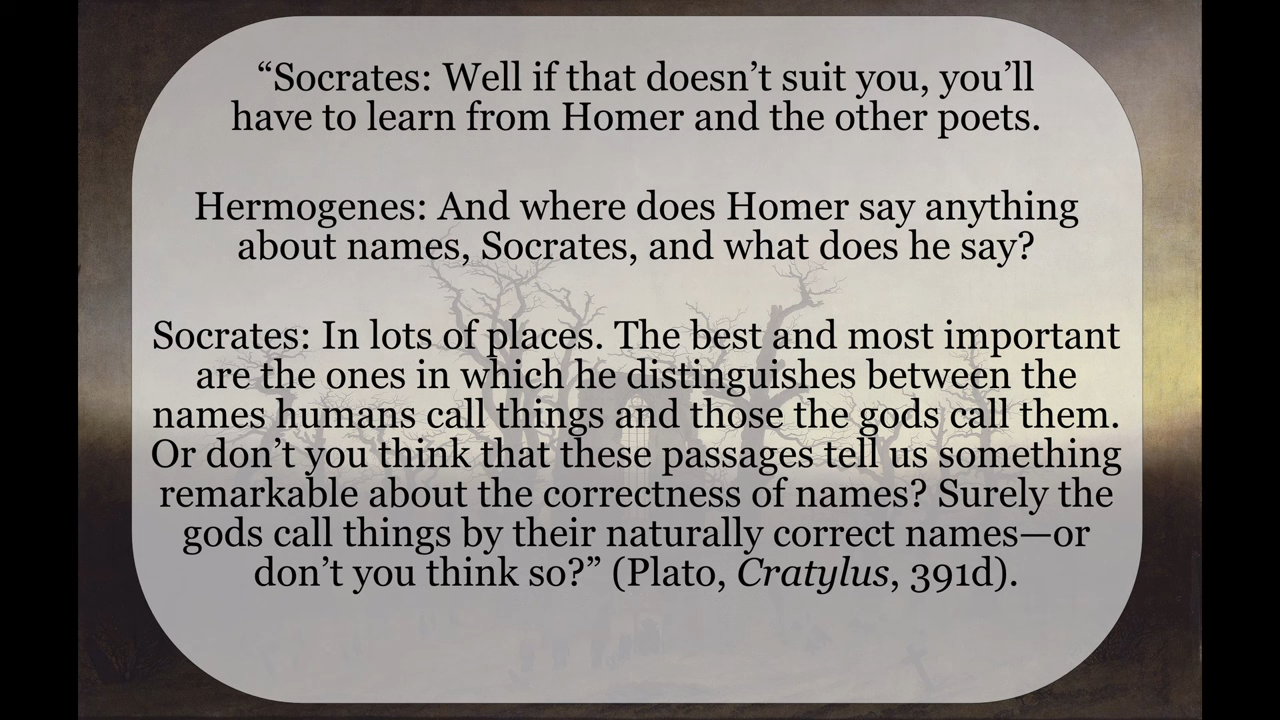 “Socrates: Well if that doesn’t suit you, you’ll
have to learn from Homer and the other poets.
Hermogenes: And where does Homer say anything
about names, Socrates, and what does he say?
Socrates: In lots of places. The best and most important
are the ones in which he distinguishes between the
names humans call things and those the gods call them.
Or don’t you think that these passages tell us something
remarkable about the correctness of names? Surely the
gods call things by their naturally correct names—or
don’t you think so?” (Plato, Cratylus, 391d).